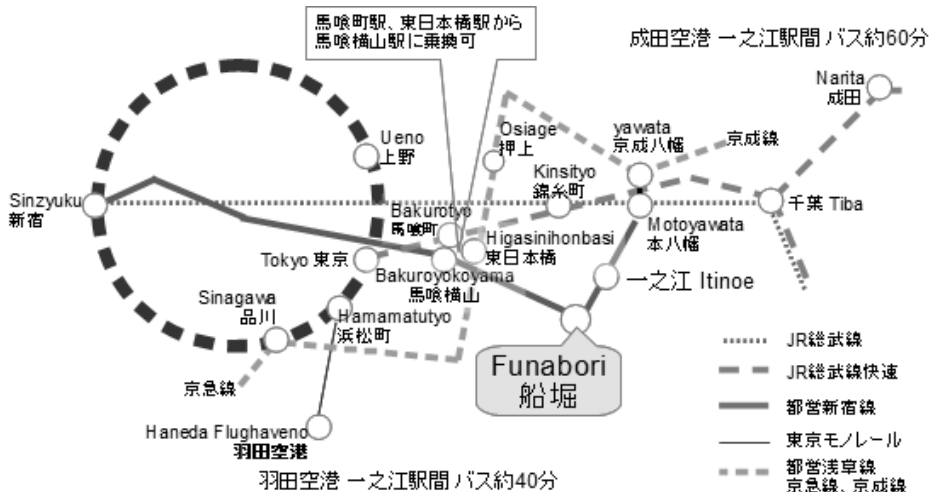 馬喰町駅、東日本橋駅から
馬喰横山駅に乗換可
成田空港 一之江駅間 バス約60分
Narita
成田
Ueno
上野
Osiage
押上
yawata
京成八幡
京成線
Kinsityo
錦糸町
Sinzyuku
新宿
Bakurotyo
馬喰町
千葉 Tiba
Motoyawata
本八幡
Higasinihonbasi
東日本橋
Tokyo 東京
Bakuroyokoyama
馬喰横山
一之江 Itinoe
Sinagawa
品川
Hamamatutyo
浜松町
Funabori
船堀
京急線
Haneda Flughaveno
羽田空港
羽田空港 一之江駅間 バス約40分
JR総武線
JR総武線快速
都営新宿線
東京モノレール
都営浅草線
京急線、京成線